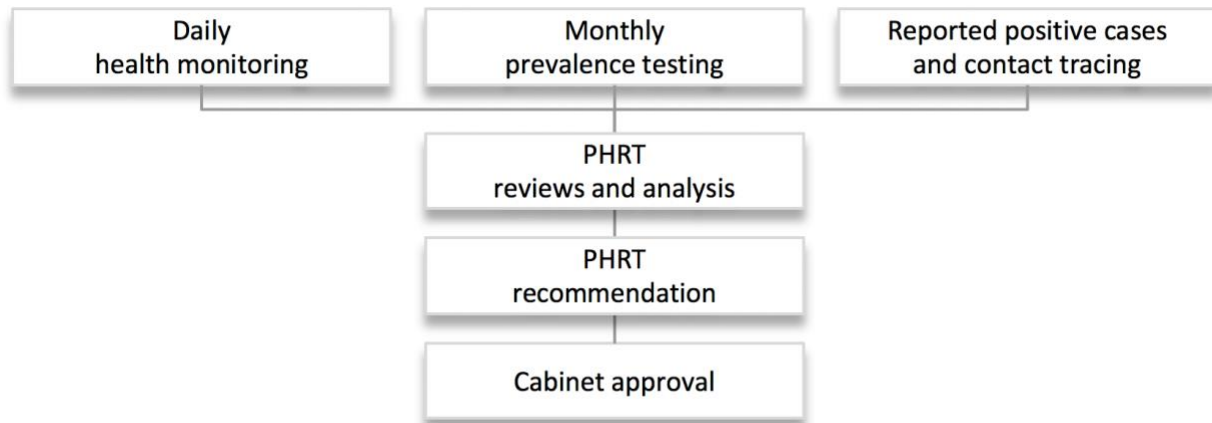 Daily
health monitoring
Monthly
prevalence testing
Reported positive cases
and contact tracing
PHRT
reviews and analysis
PHRT
recommendation
Cabinet approval